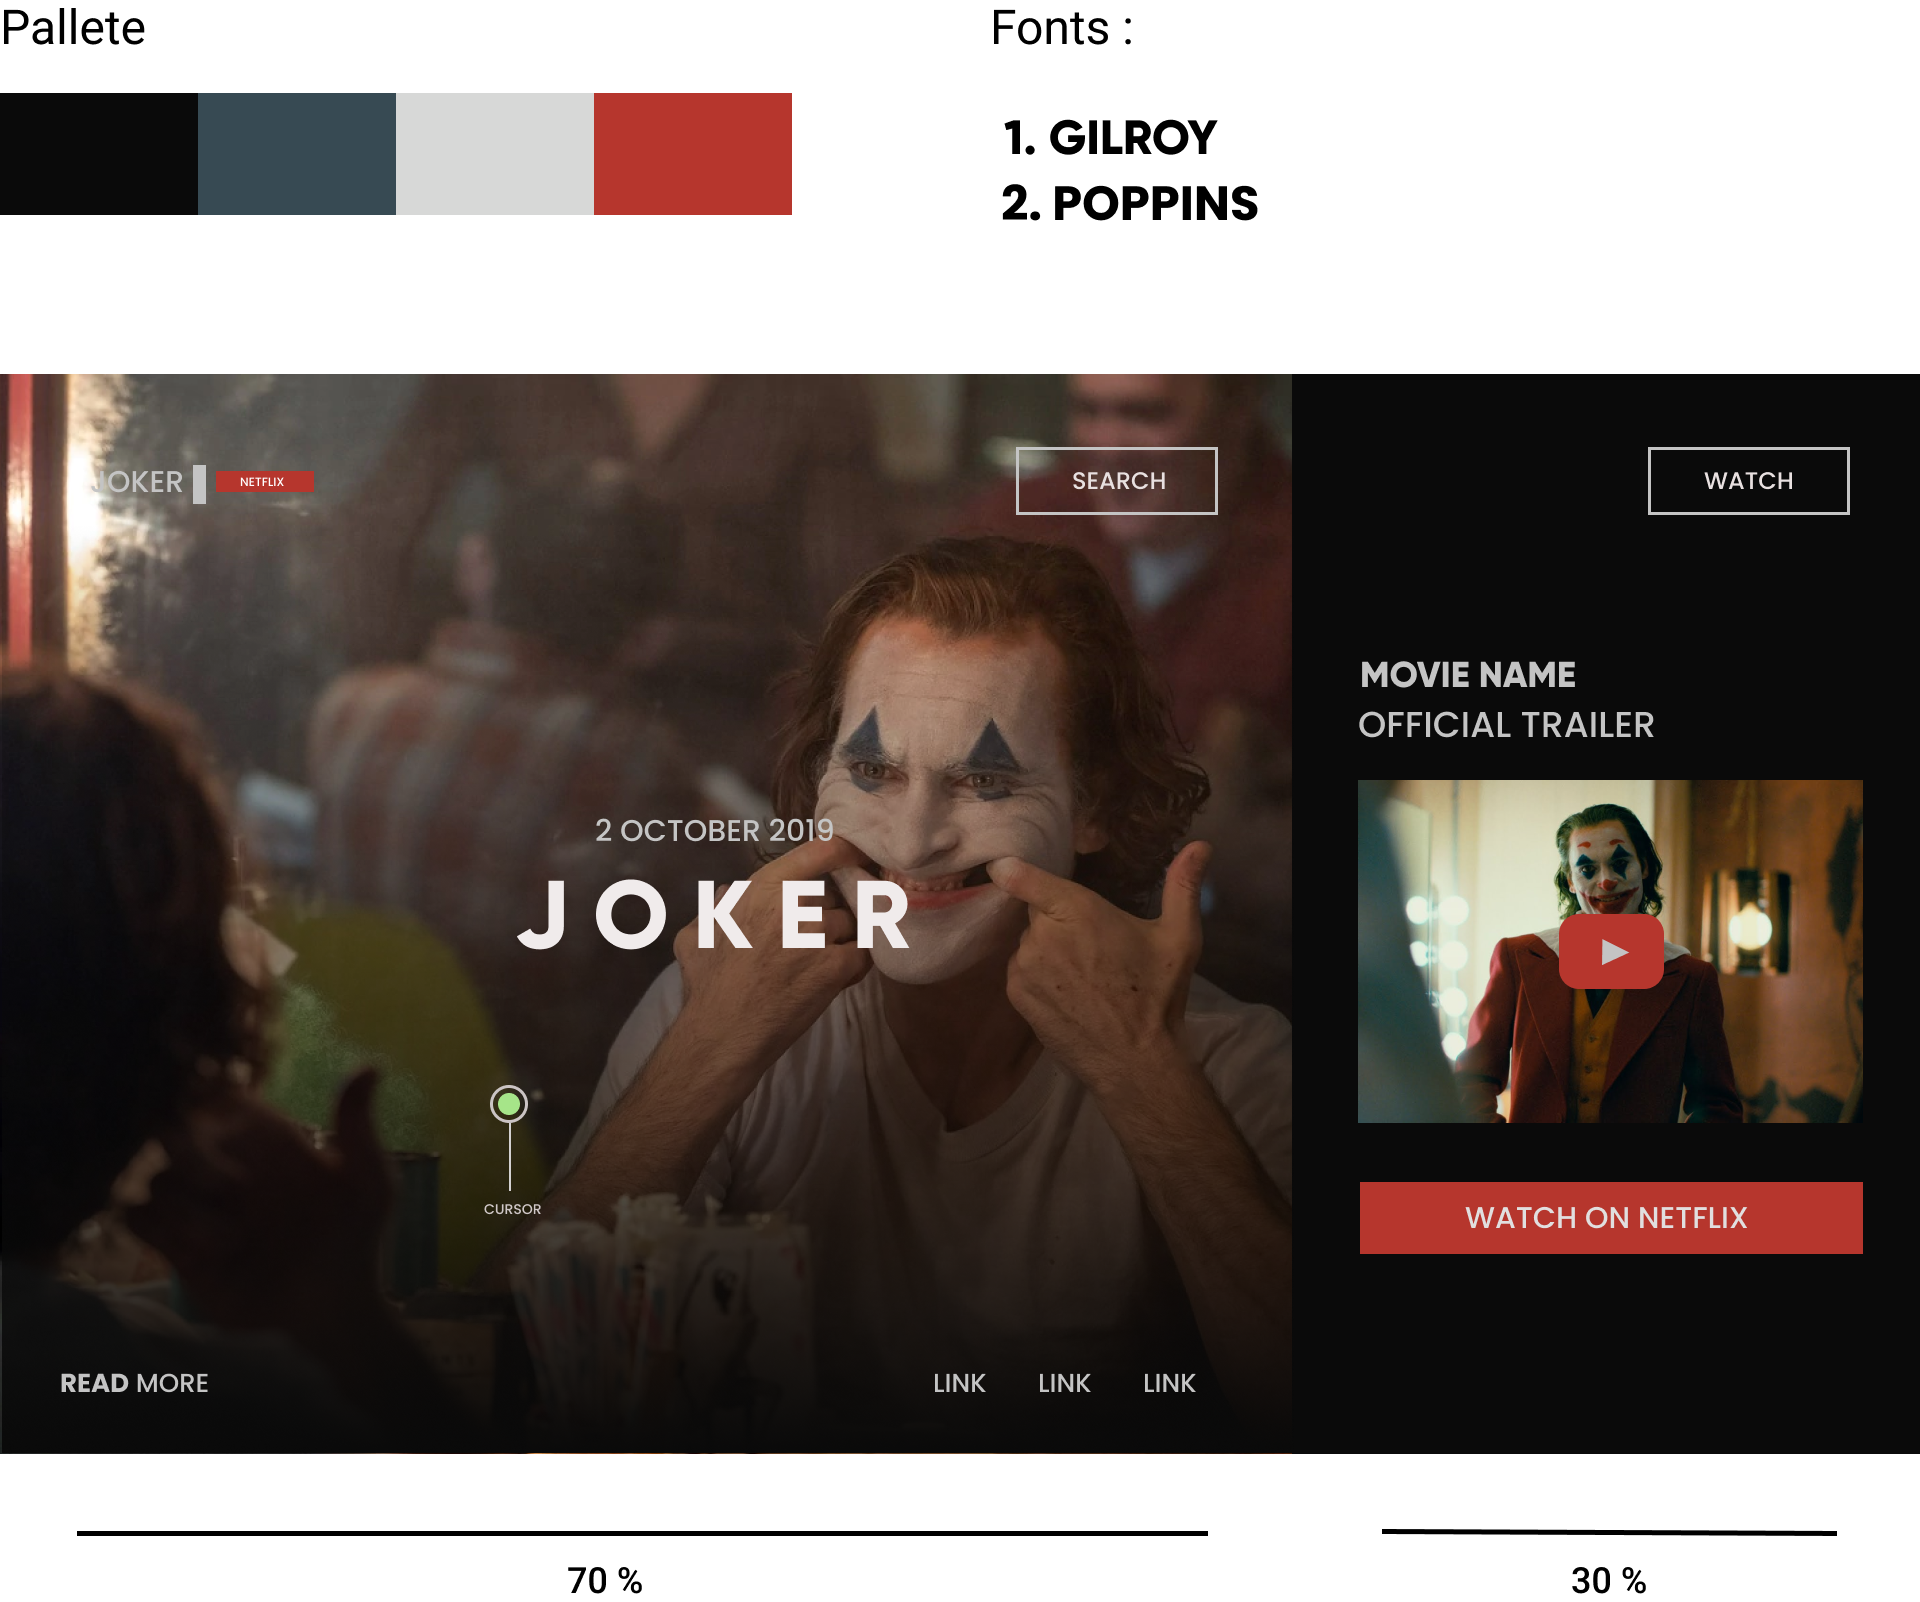 Pallete
Fonts :
1. GILROY
2. POPPINS
JOKER
NETFLIX
SEARCH
WATCH
MOVIE NAME
OFFICIAL TRAILER
2 OCTOBER 2019
JOKER
CURSOR
WATCH ON NETFLIX
READ MORE
LINK LINK LINK
70 %
30 %